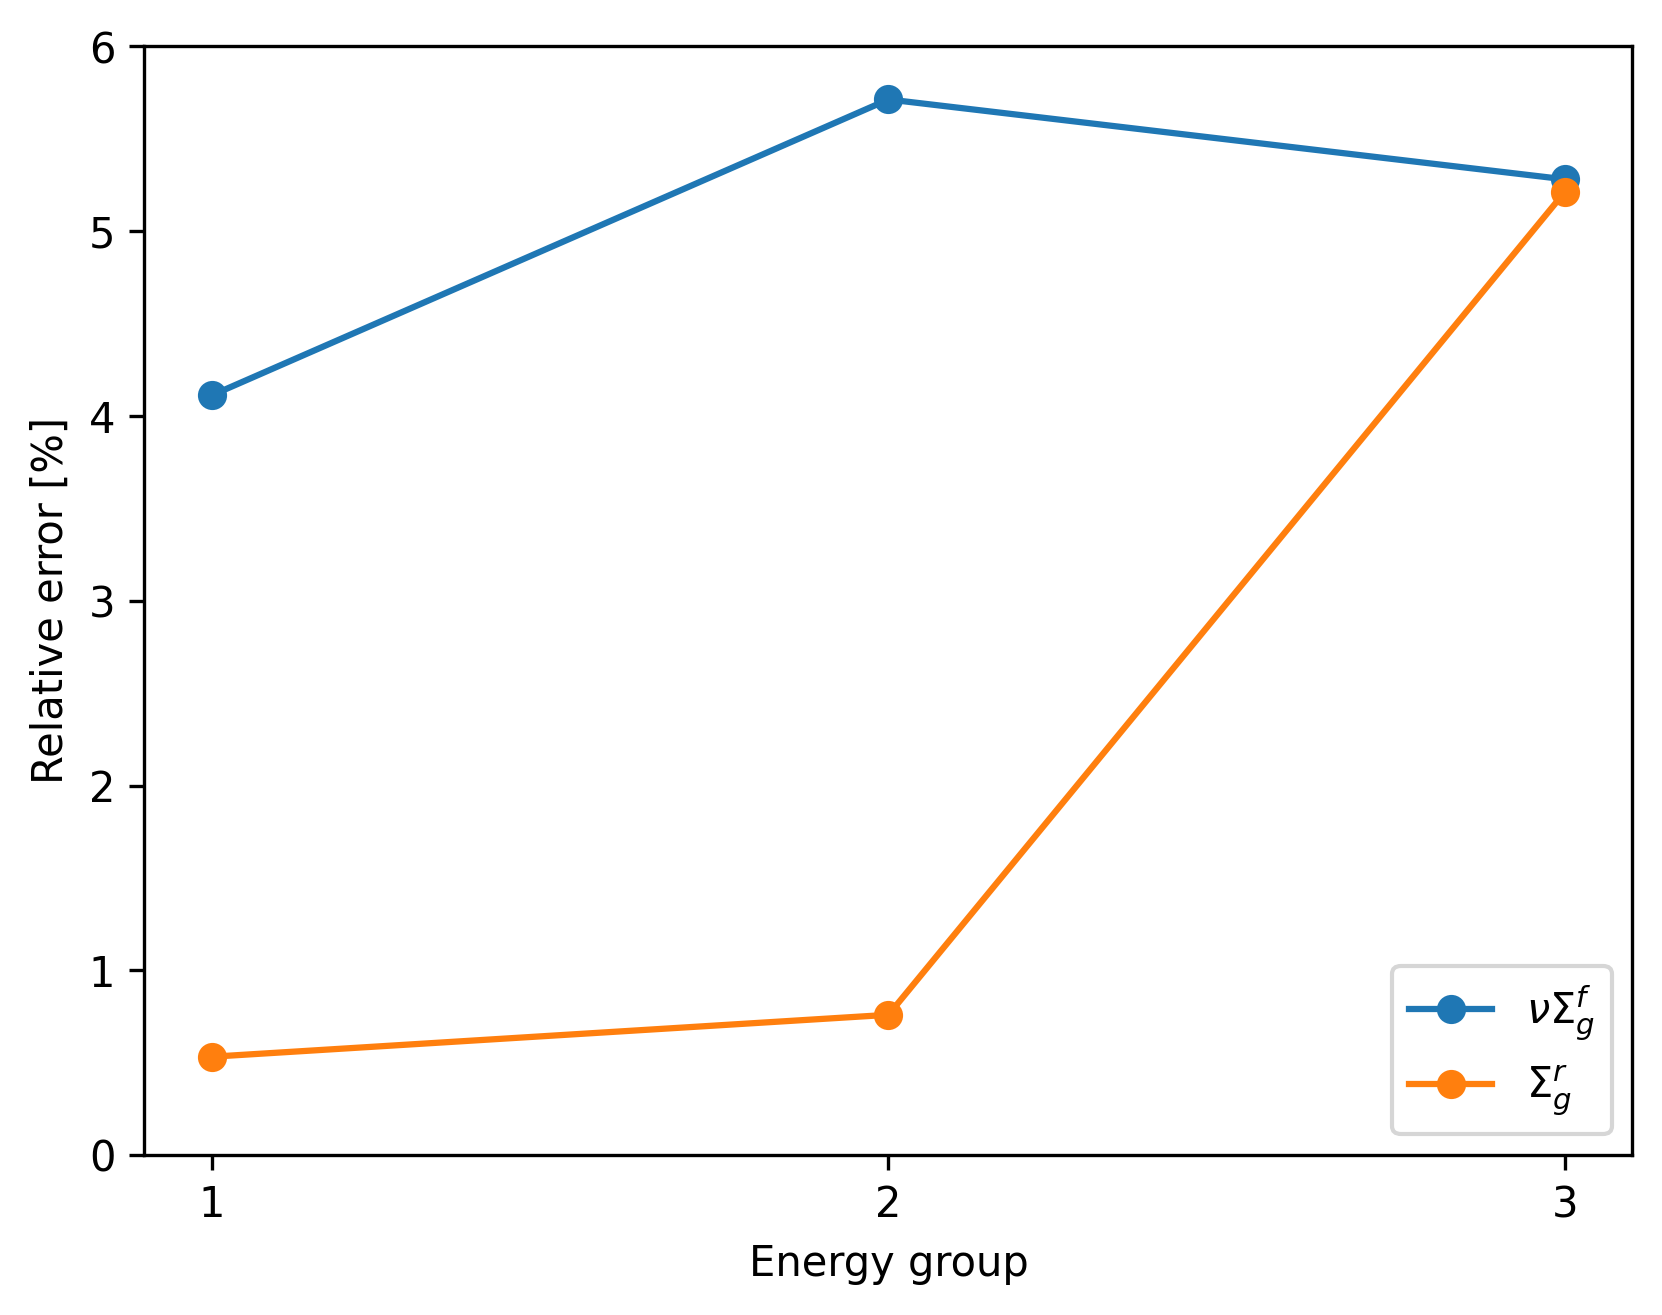 6
5
4
3
2
1
0
Relative error [%]
1 2 3
Energy group
νΣ_g^f
Σ_g^r